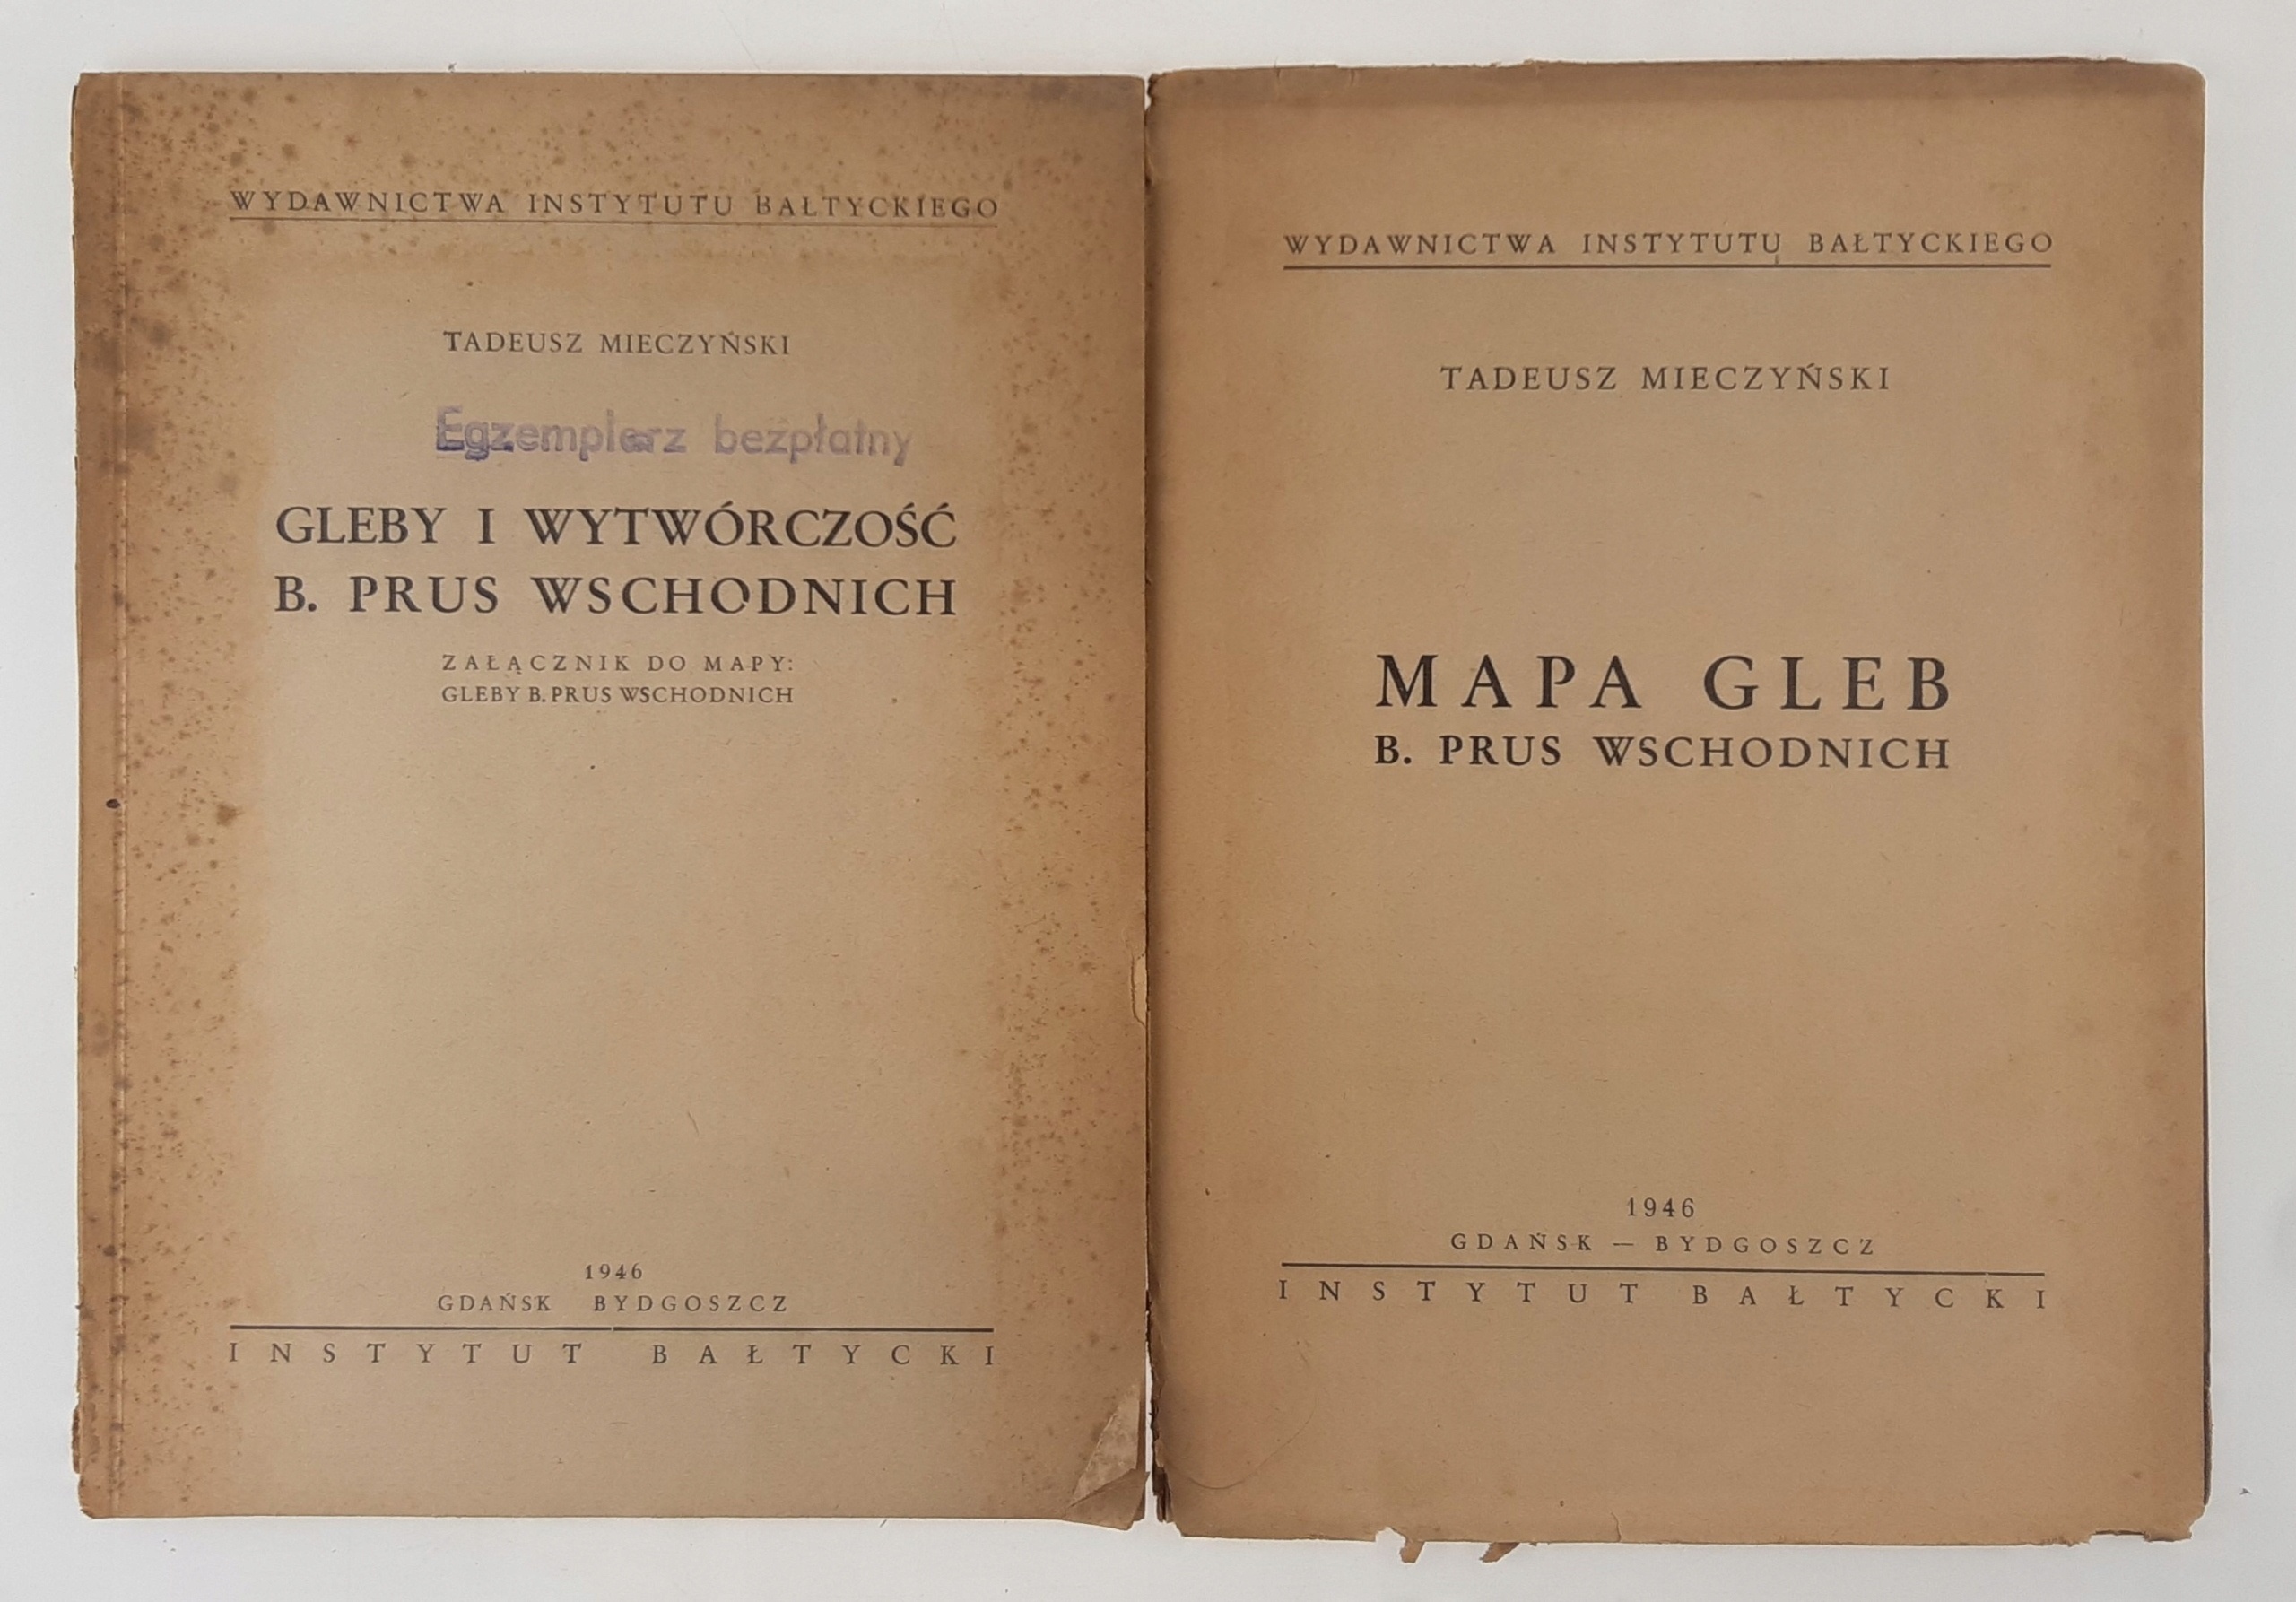 WYDAWNICTWA INSTYTUTU BAŁTYCKIEGO
TADEUSZ MIECZYŃSKI
Egzemplarz bezpłatny
GLEBY I WYTWÓRCZOŚĆ
B. PRUS WSCHODNICH
ZAŁĄCZNIK DO MAPY:
GLEBY B. PRUS WSCHODNICH
1946
GDAŃSK BYDGOSZCZ
INSTYTUT BAŁTYCKI
WYDAWNICTWA INSTYTUTU BAŁTYCKIEGO
TADEUSZ MIECZYŃSKI
MAPA GLEB
B. PRUS WSCHODNICH
1946
GDAŃSK — BYDGOSZCZ
INSTYTUT BAŁTYCKI